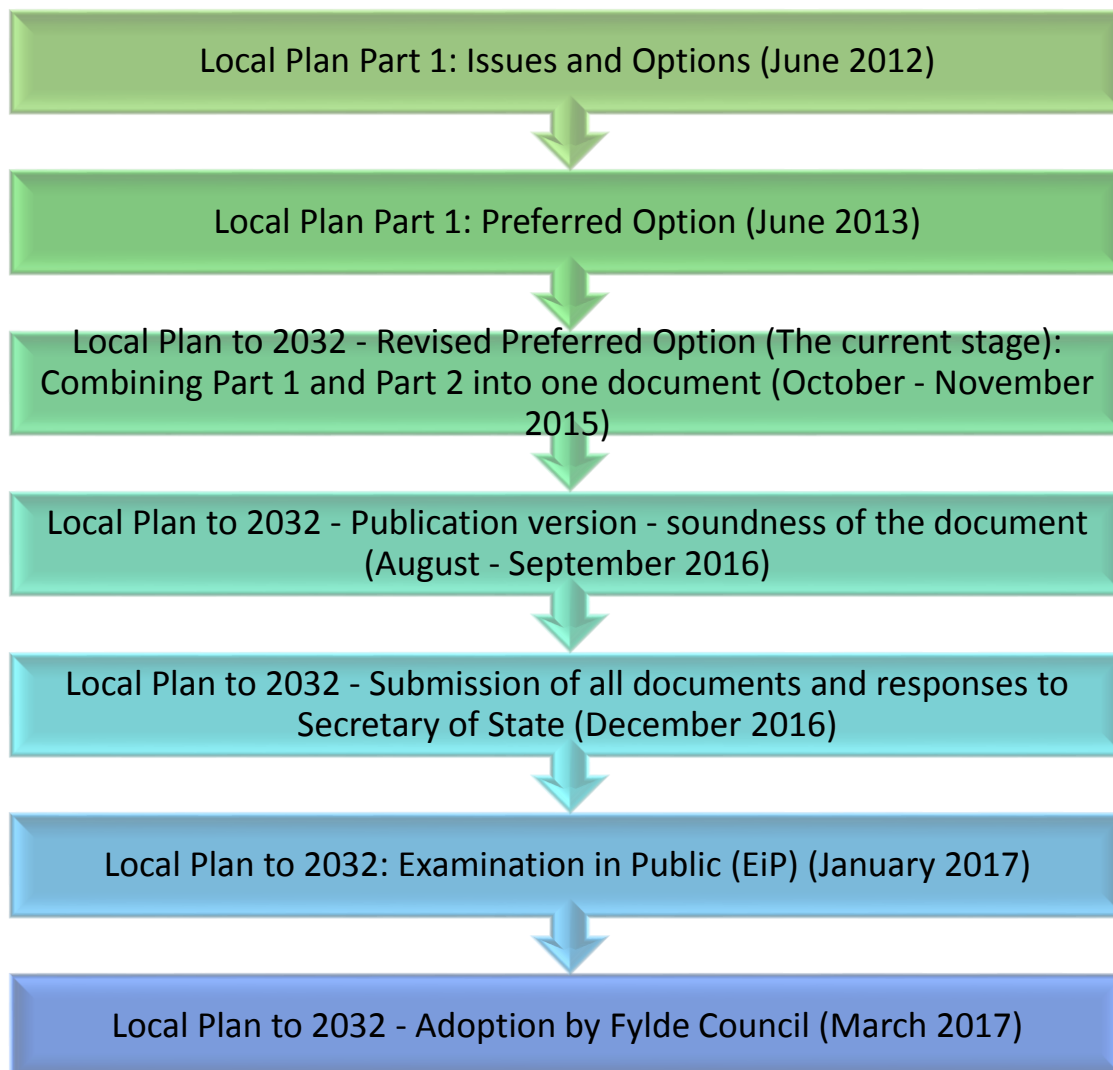 Local Plan Part 1: Issues and Options (June 2012)
Local Plan Part 1: Preferred Option (June 2013)
Local Plan to 2032 - Revised Preferred Option (The current stage):
Combining Part 1 and Part 2 into one document (October - November
2015)
Local Plan to 2032 - Publication version - soundness of the document
(August - September 2016)
Local Plan to 2032 - Submission of all documents and responses to
Secretary of State (December 2016)
Local Plan to 2032: Examination in Public (EiP) (January 2017)
Local Plan to 2032 - Adoption by Fylde Council (March 2017)